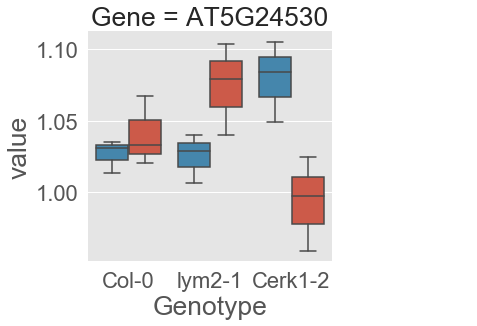 Gene = AT5G24530
1.10
1.05
1.00
value
Col-0 lym2-1 Cerk1-2
Genotype